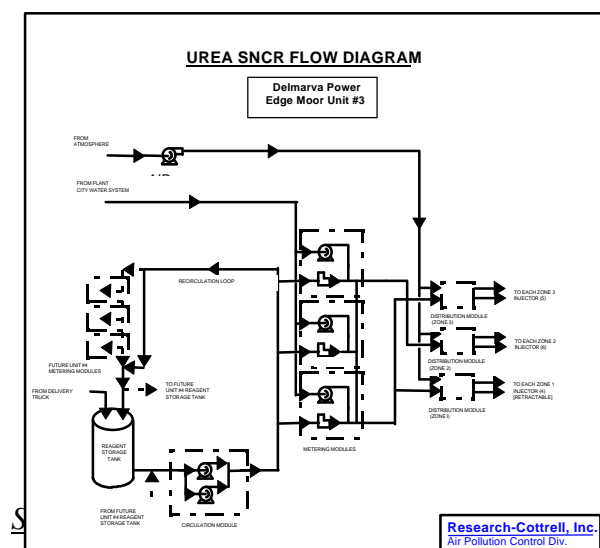 UREA SNCR FLOW DIAGRAM
Delmarva Power
Edge Moor Unit #3
FROM
ATMOSPHERE
FROM PLANT
CITY WATER SYSTEM
RECIRCULATION LOOP
FUTURE UNIT #4
METERING MODULES
TO FUTURE
UNIT #4 REAGENT
STORAGE TANK
FROM DELIVERY
TRUCK
REAGENT
STORAGE
TANK
FROM FUTURE
UNIT #4 REAGENT
STORAGE TANK
CIRCULATION MODULE
METERING MODULES
DISTRIBUTION MODULE
(ZONE 3)
TO EACH ZONE 3
INJECTOR (5)
DISTRIBUTION MODULE
(ZONE 2)
TO EACH ZONE 2
INJECTOR (6)
DISTRIBUTION MODULE
(ZONE I)
TO EACH ZONE 1
INJECTOR (4)
[RETRACTABLE]
S
Research-Cottrell, Inc.
Air Pollution Control Div.